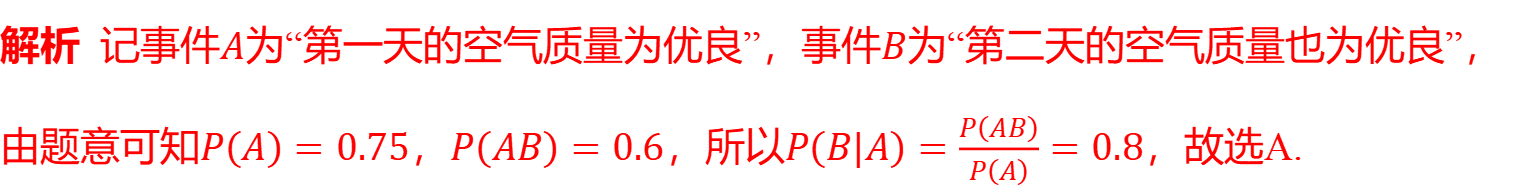 解析 记事件A为“第一天的空气质量为优良”，事件B为“第二天的空气质量也为优良”，
由题意可知P(A) = 0.75，P(AB) = 0.6，所以P(B|A) = \frac{P(AB)}{P(A)} = 0.8，故选A.